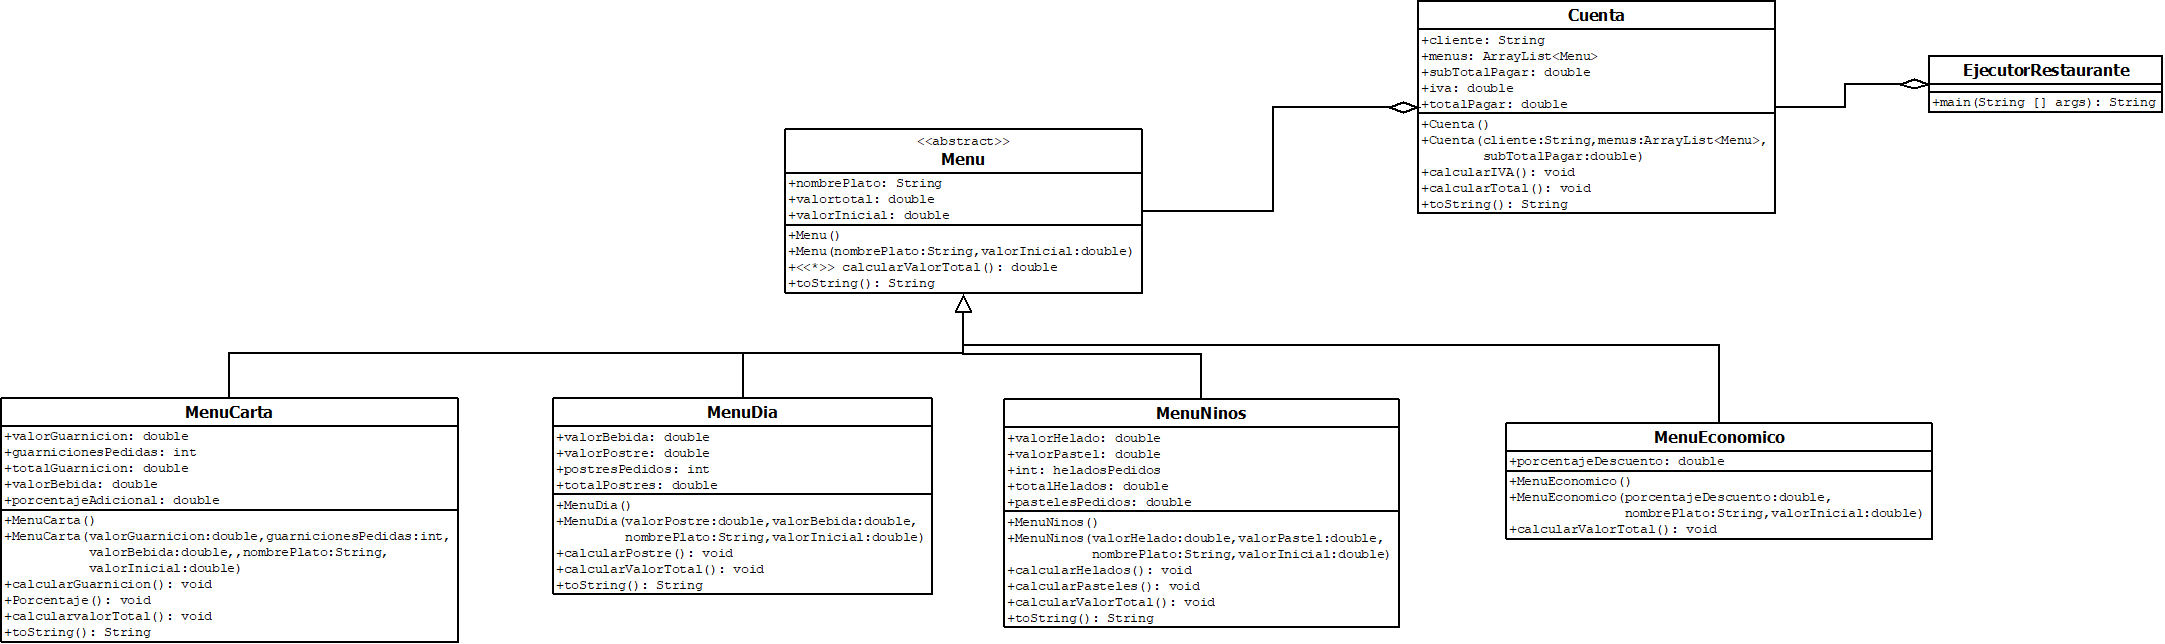 Cuenta
+cliente: String
+menus: ArrayList<Menu>
+subTotalPagar: double
+iva: double
+totalPagar: double
+Cuenta()
+Cuenta(cliente:String,menus:ArrayList<Menu>,
subTotalPagar:double)
+calcularIVA(): void
+calcularTotal(): void
+toString(): String
EjecutorRestaurante
+main(String [] args): String
<<abstract>>
Menu
+nombrePlato: String
+valortotal: double
+valorInicial: double
+Menu()
+Menu(nombrePlato:String,valorInicial:double)
+<<*>> calcularValorTotal(): double
+toString(): String
MenuCarta
+valorGuarnicion: double
+guarnicionesPedidas: int
+totalGuarnicion: double
+valorBebida: double
+porcentajeAdicional: double
+MenuCarta()
+MenuCarta(valorGuarnicion:double,guarnicionesPedidas:int,
valorBebida:double,,nombrePlato:String,
valorInicial:double)
+calcularGuarnicion(): void
+Porcentaje(): void
+calcularvalorTotal(): void
+toString(): String
MenuDia
+valorBebida: double
+valorPostre: double
+postresPedidos: int
+totalPostres: double
+MenuDia()
+MenuDia(valorPostre:double,valorBebida:double,
nombrePlato:String,valorInicial:double)
+calcularPostre(): void
+calcularValorTotal(): void
+toString(): String
MenuNinos
+valorHelado: double
+valorPastel: double
+int: heladosPedidos
+totalHelados: double
+pastelesPedidos: double
+MenuNinos()
+MenuNinos(valorHelado:double,valorPastel:double,
nombrePlato:String,valorInicial:double)
+calcularHelados(): void
+calcularPasteles(): void
+calcularValorTotal(): void
+toString(): String
MenuEconomico
+porcentajeDescuento: double
+MenuEconomico()
+MenuEconomico(porcentajeDescuento:double,
nombrePlato:String,valorInicial:double)
+calcularValorTotal(): void